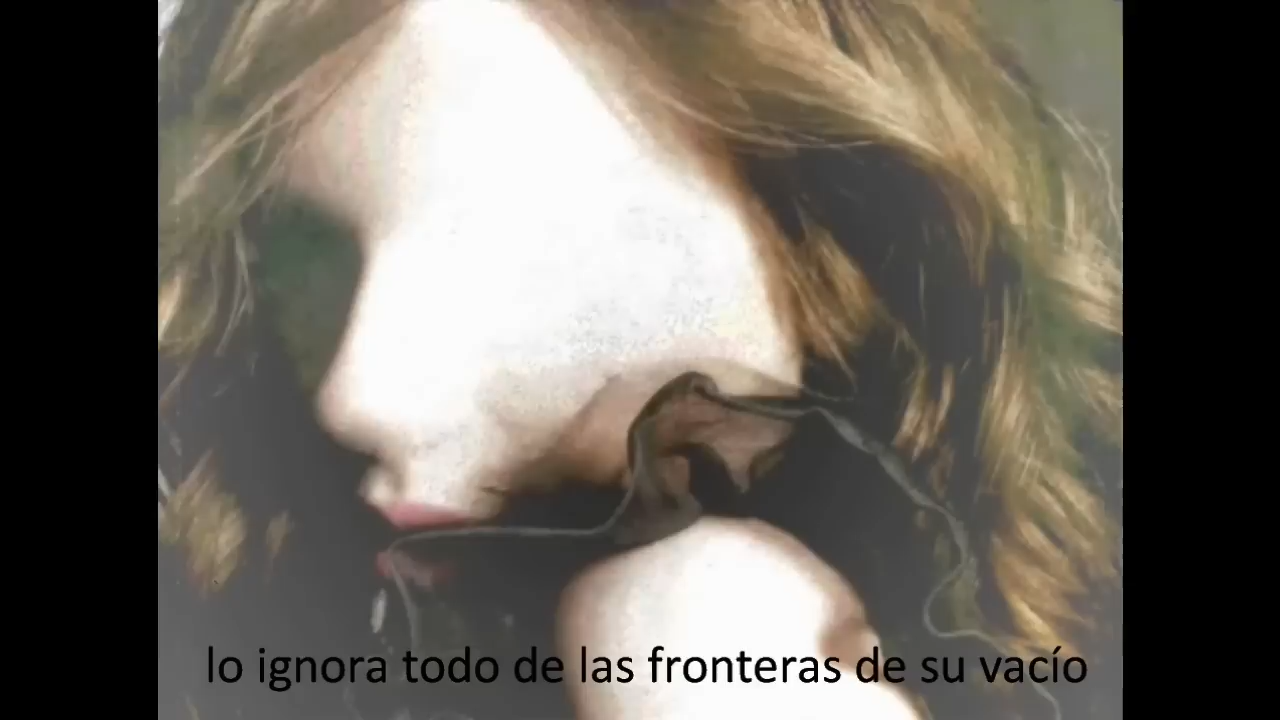 lo ignora todo de las fronteras de su vacío